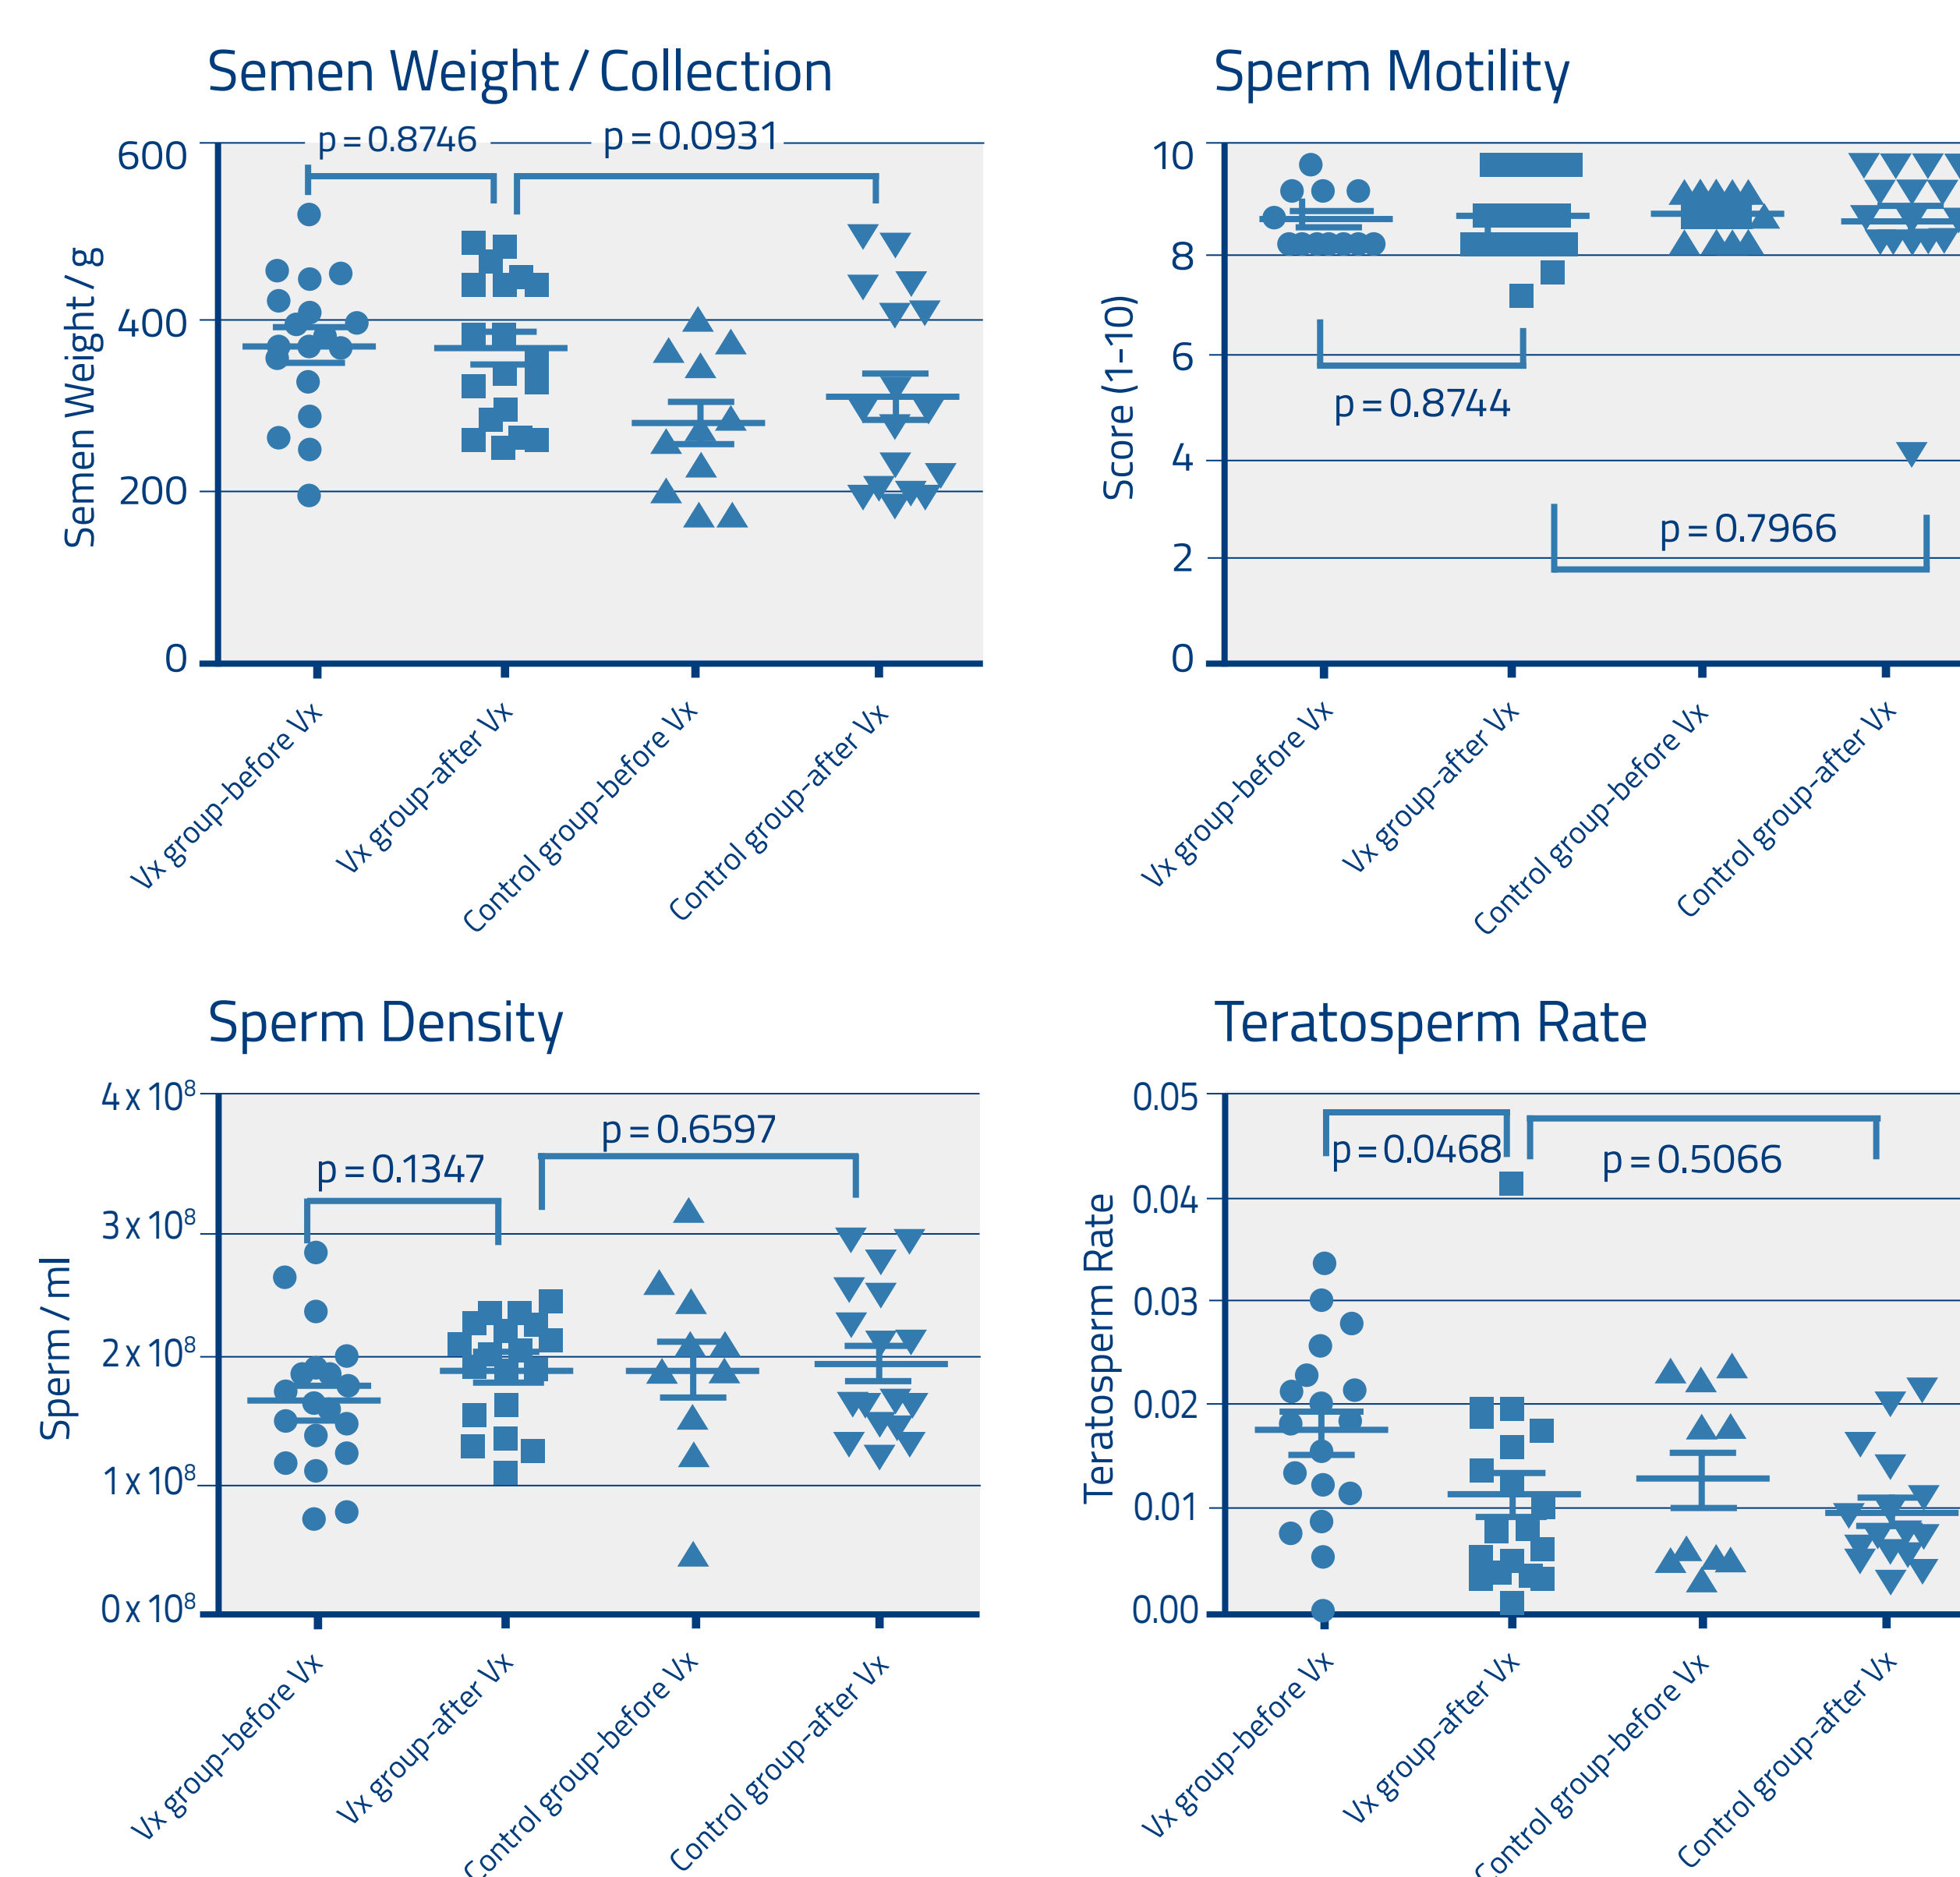 Semen Weight / Collection
p = 0.8746
p = 0.0931
600
400
200
0
Semen Weight / g
Vx group-before Vx
Vx group-after Vx
Control group-before Vx
Control group-after Vx
Sperm Motility
10
8
6
4
2
0
Score (1-10)
p = 0.8744
p = 0.7966
Vx group-before Vx
Vx group-after Vx
Control group-before Vx
Control group-after Vx
Sperm Density
4 x 10⁸
3 x 10⁸
2 x 10⁸
1 x 10⁸
0 x 10⁸
Sperm / ml
p = 0.1347
p = 0.6597
Vx group-before Vx
Vx group-after Vx
Control group-before Vx
Control group-after Vx
Teratosperm Rate
0.05
0.04
0.03
0.02
0.01
0.00
Teratosperm Rate
p = 0.0468
p = 0.5066
Vx group-before Vx
Vx group-after Vx
Control group-before Vx
Control group-after Vx